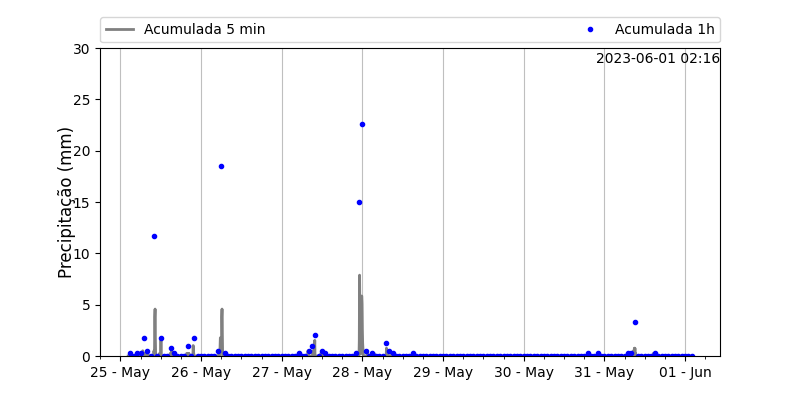 Acumulada 5 min
Acumulada 1h
2023-06-01 02:16
Precipitação (mm)
30
25
20
15
10
5
0
25 - May 26 - May 27 - May 28 - May 29 - May 30 - May 31 - May 01 - Jun